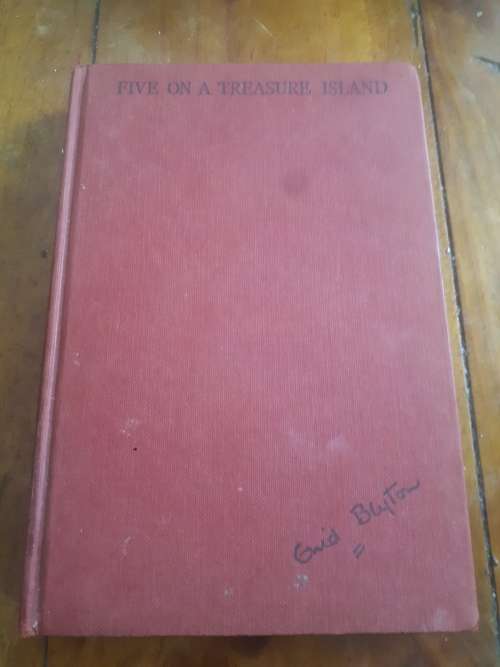 FIVE ON A TREASURE ISLAND
Enid Blyton